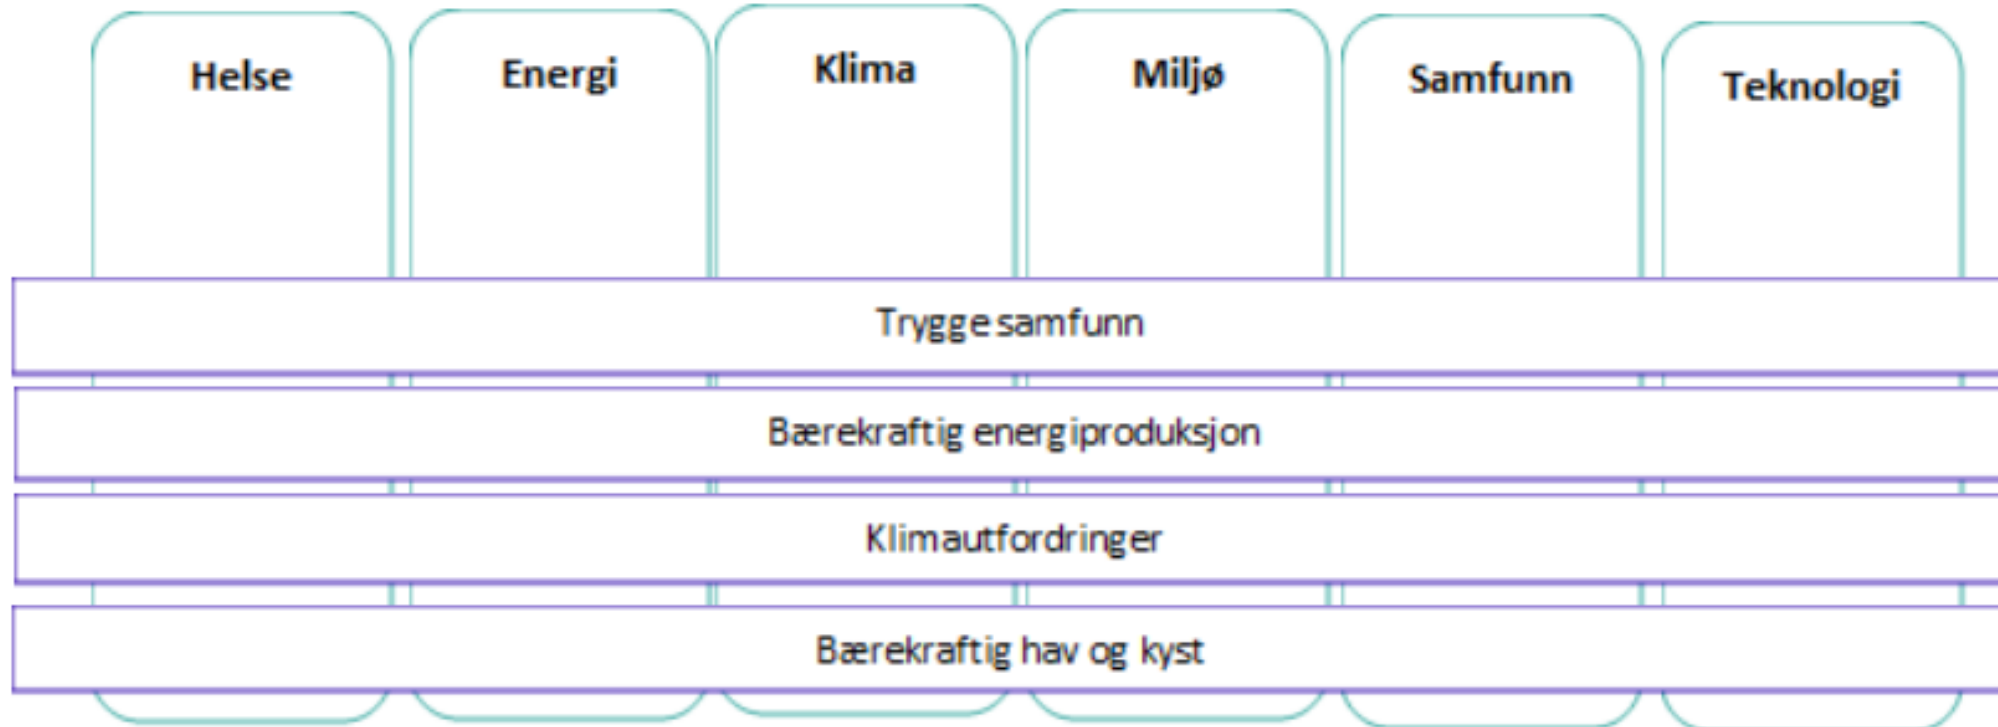 Helse
Energi
Klima
Miljø
Samfunn
Teknologi
Trygge samfunn
Bærekraftig energiproduksjon
Klimautfordringer
Bærekraftig hav og kyst